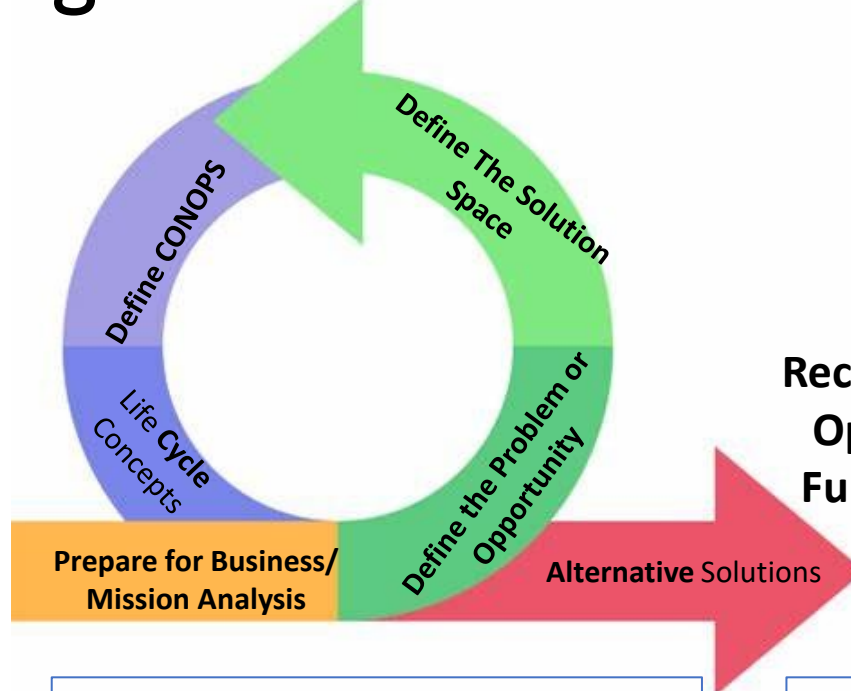 g
Define The Solution
Space
Define CONOPS
Life Cycle
Concepts
Define the Problem or
Opportunity
Prepare for Business/
Mission Analysis
Alternative Solutions